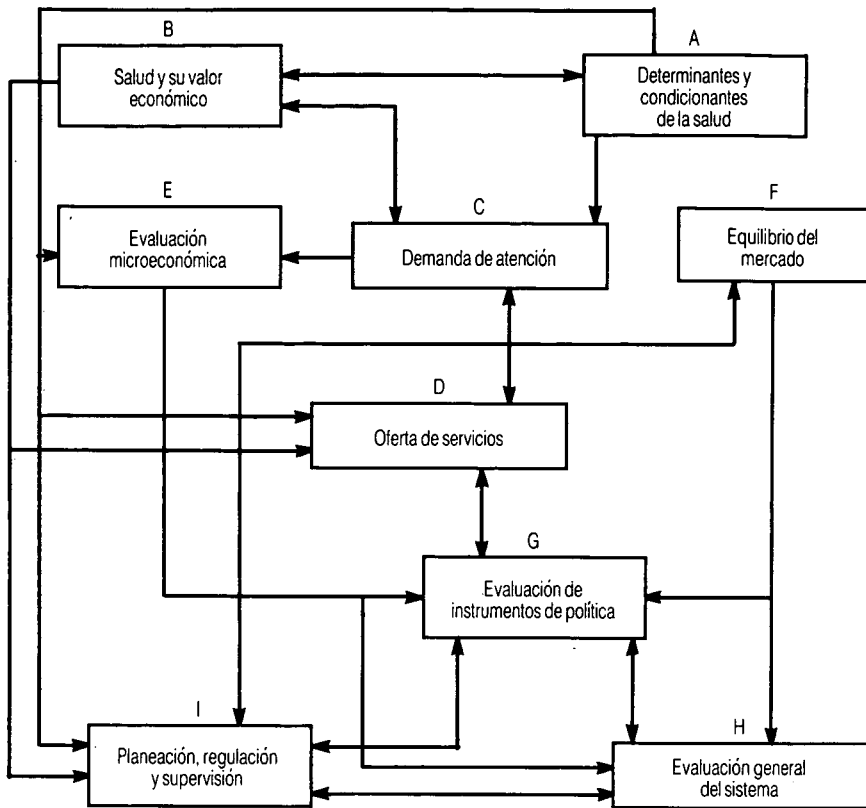 B
Salud y su valor
económico
A
Determinantes y
condicionantes
de la salud
E
Evaluación
microeconómica
C
Demanda de atención
F
Equilibrio del
mercado
D
Oferta de servicios
G
Evaluación de
instrumentos de política
I
Planeación, regulación
y supervisión
H
Evaluación general
del sistema